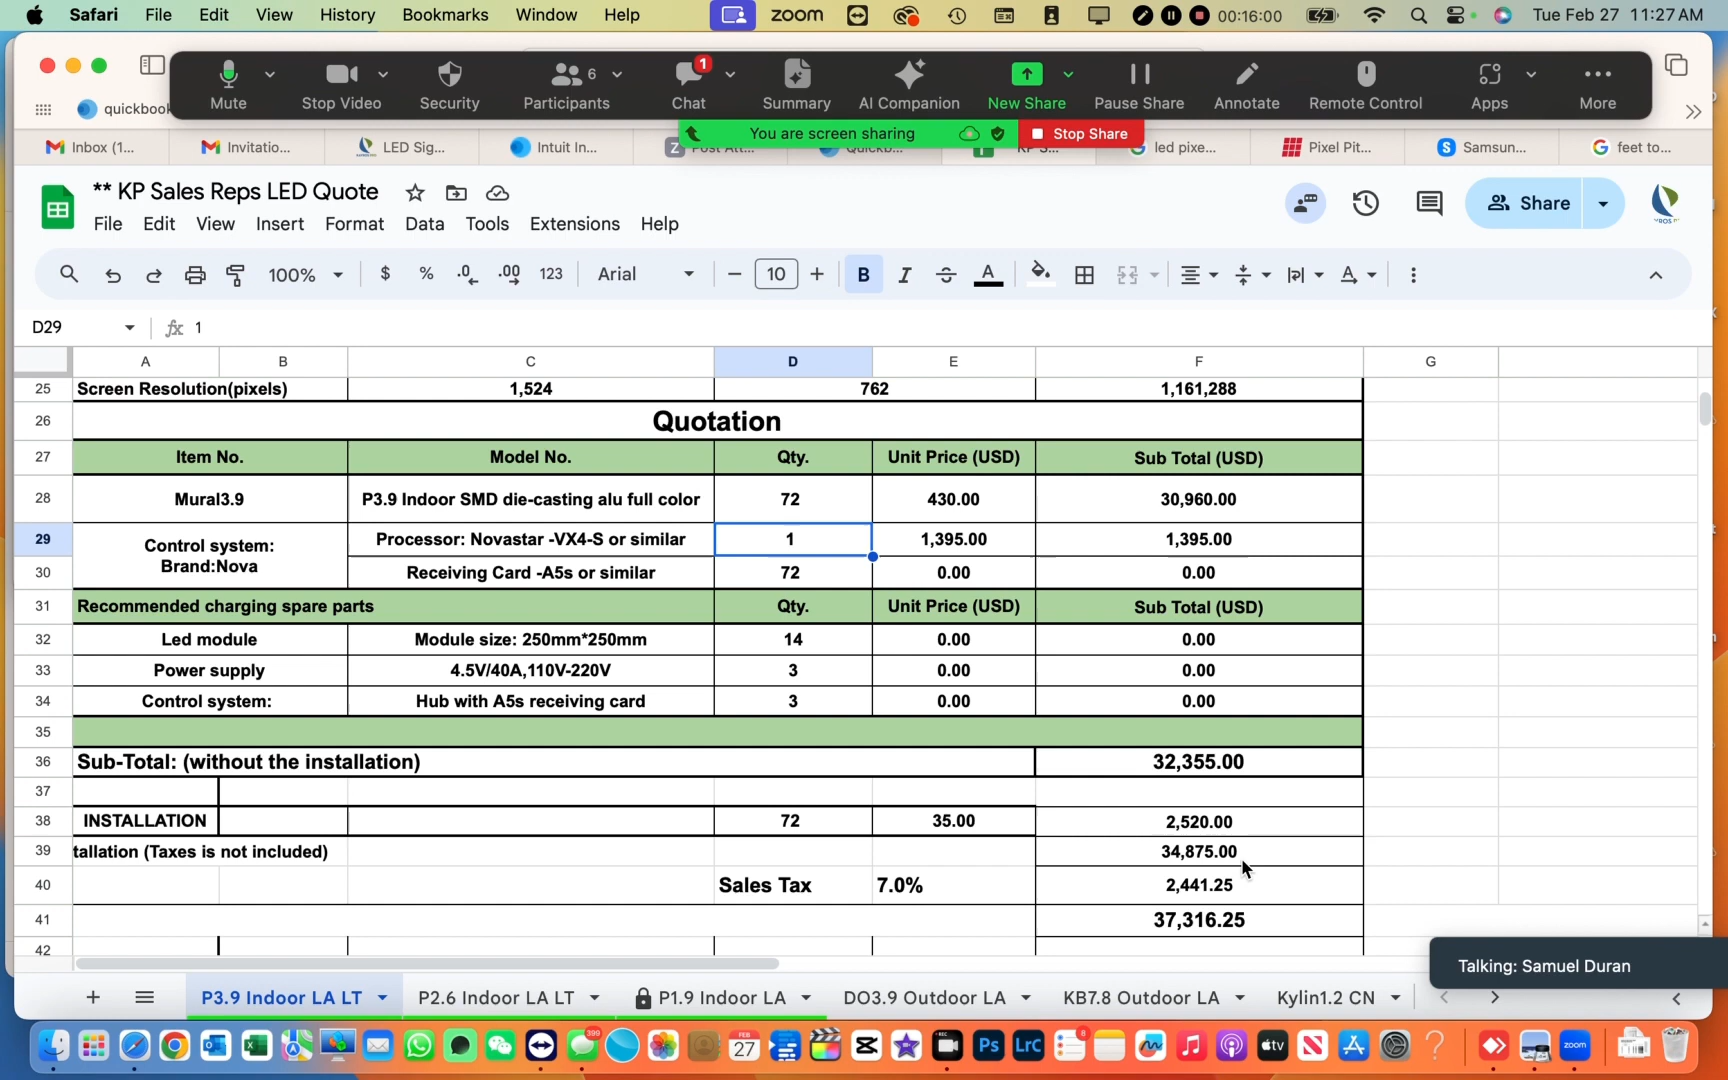 Safari File Edit View History Bookmarks Window Help zoom 00:16:00 Tue Feb 27 11:27 AM
Mute Stop Video Security 6 Participants 1 Chat Summary AI Companion New Share Pause Share Annotate Remote Control Apps More
quickbook
You are screen sharing Stop Share
Inbox (1... Invitatio... LED Sig... Intuit In... led pixe... Pixel Pit... Samsun... feet to...
** KP Sales Reps LED Quote
Share
File Edit View Insert Format Data Tools Extensions Help
100% $ % .0 .00 123 Arial 10 B I S A
D29 fx 1
A B C D E F G
25 Screen Resolution(pixels) 1,524 762 1,161,288
26 Quotation
27 Item No. Model No. Qty. Unit Price (USD) Sub Total (USD)
28 Mural3.9 P3.9 Indoor SMD die-casting alu full color 72 430.00 30,960.00
29 Control system: Processor: Novastar -VX4-S or similar 1 1,395.00 1,395.00
Brand:Nova
30 Receiving Card -A5s or similar 72 0.00 0.00
31 Recommended charging spare parts Qty. Unit Price (USD) Sub Total (USD)
32 Led module Module size: 250mm*250mm 14 0.00 0.00
33 Power supply 4.5V/40A,110V-220V 3 0.00 0.00
34 Control system: Hub with A5s receiving card 3 0.00 0.00
35
36 Sub-Total: (without the installation) 32,355.00
37
38 INSTALLATION 72 35.00 2,520.00
39 tallation (Taxes is not included) 34,875.00
40 Sales Tax 7.0% 2,441.25
41 37,316.25
42
Talking: Samuel Duran
P3.9 Indoor LA LT P2.6 Indoor LA LT P1.9 Indoor LA DO3.9 Outdoor LA KB7.8 Outdoor LA Kylin1.2 CN
FEB 27 399 tv Ps LrC 8 zoom